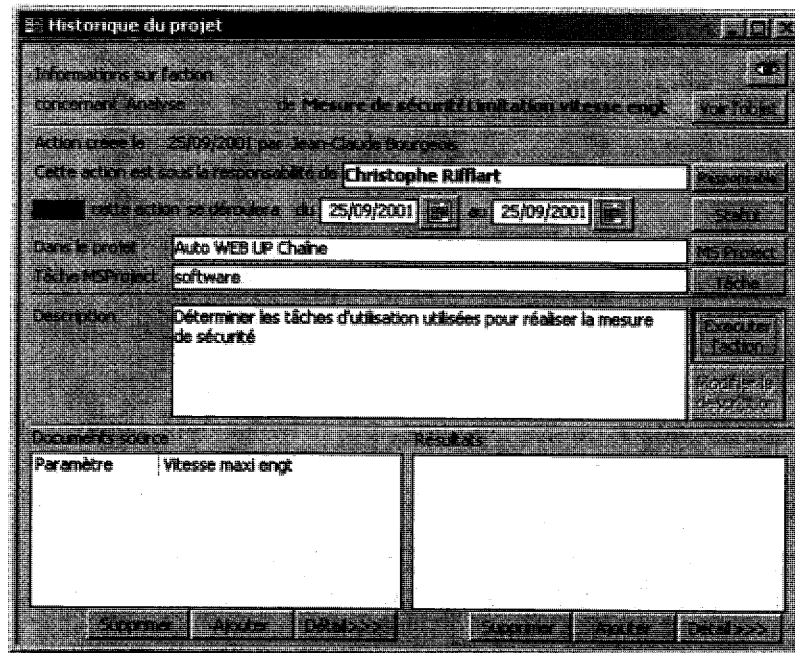 Historique du projet
Informations sur l'action
concernant Analyse de Mesure de sécurité Limitation vitesse engt Voir l'objet
Action créée le 25/09/2001 par Jean-Claude Bourgeois
Cette action est sous la responsabilité de Christophe Rifflart Responsable
cette action se déroulera du 25/09/2001 au 25/09/2001 Statut
Dans le projet Auto WEB UP Chaîne MS Project
Tâche MSProject software Tâche
Description Déterminer les tâches d'utilisation utilisées pour réaliser la mesure
de sécurité
Exécuter
l'action
Modifier la
description
Documents source Résultats
Paramètre Vitesse maxi engt
Supprimer Ajouter Détail>>> Supprimer Ajouter Détail>>>